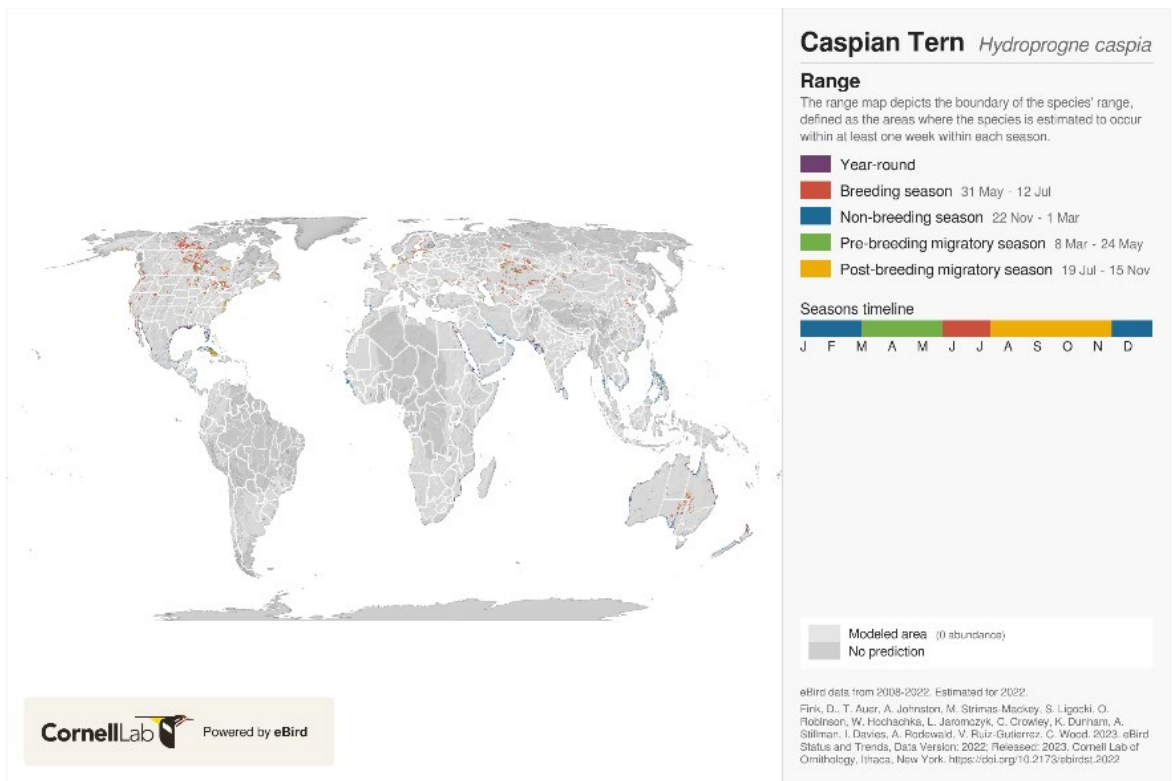 Caspian Tern Hydroprogne caspia
Range
The range map depicts the boundary of the species' range,
defined as the areas where the species is estimated to occur
within at least one week within each season.
Year-round
Breeding season 31 May - 12 Jul
Non-breeding season 22 Nov - 1 Mar
Pre-breeding migratory season 8 Mar - 24 May
Post-breeding migratory season 19 Jul - 15 Nov
Seasons timeline
J F M A M J J A S O N D
Modeled area (0 abundance)
No prediction
eBird data from 2008-2022. Estimated for 2022.
Fink, D., T. Auer, A. Johnston, M. Strimas-Mackey, S. Ligocki, O.
Robinson, W. Hochachka, L. Jaromczyk, C. Crowley, K. Dunham, A.
Stillman, I. Davies, A. Rodewald, V. Ruiz-Gutierrez, C. Wood. 2023. eBird
Status and Trends, Data Version: 2022; Released: 2023. Cornell Lab of
Ornithology, Ithaca, New York. https://doi.org/10.2173/ebirdst.2022
CornellLab Powered by eBird